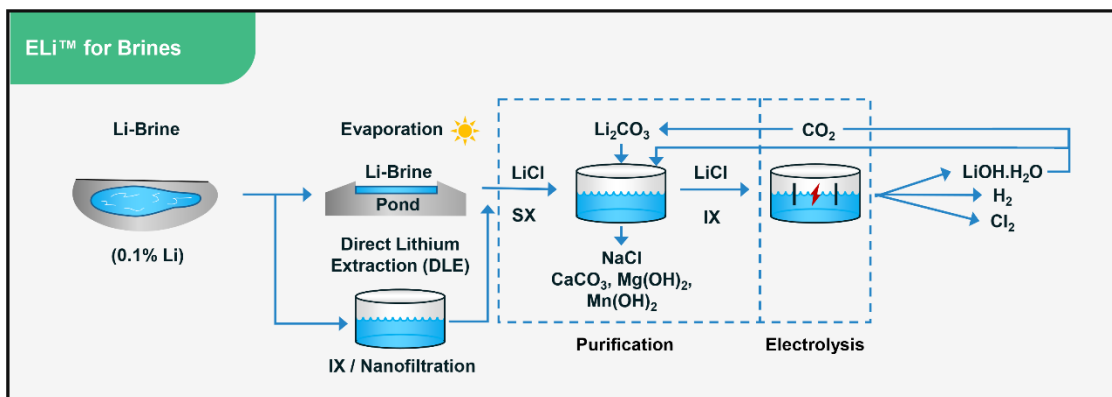 ELi™ for Brines
Li-Brine
(0.1% Li)
Evaporation
Li-Brine
Pond
Direct Lithium
Extraction (DLE)
IX / Nanofiltration
LiCl
SX
Li₂CO₃
NaCl
CaCO₃, Mg(OH)₂,
Mn(OH)₂
Purification
LiCl
IX
CO₂
Electrolysis
LiOH.H₂O
H₂
Cl₂